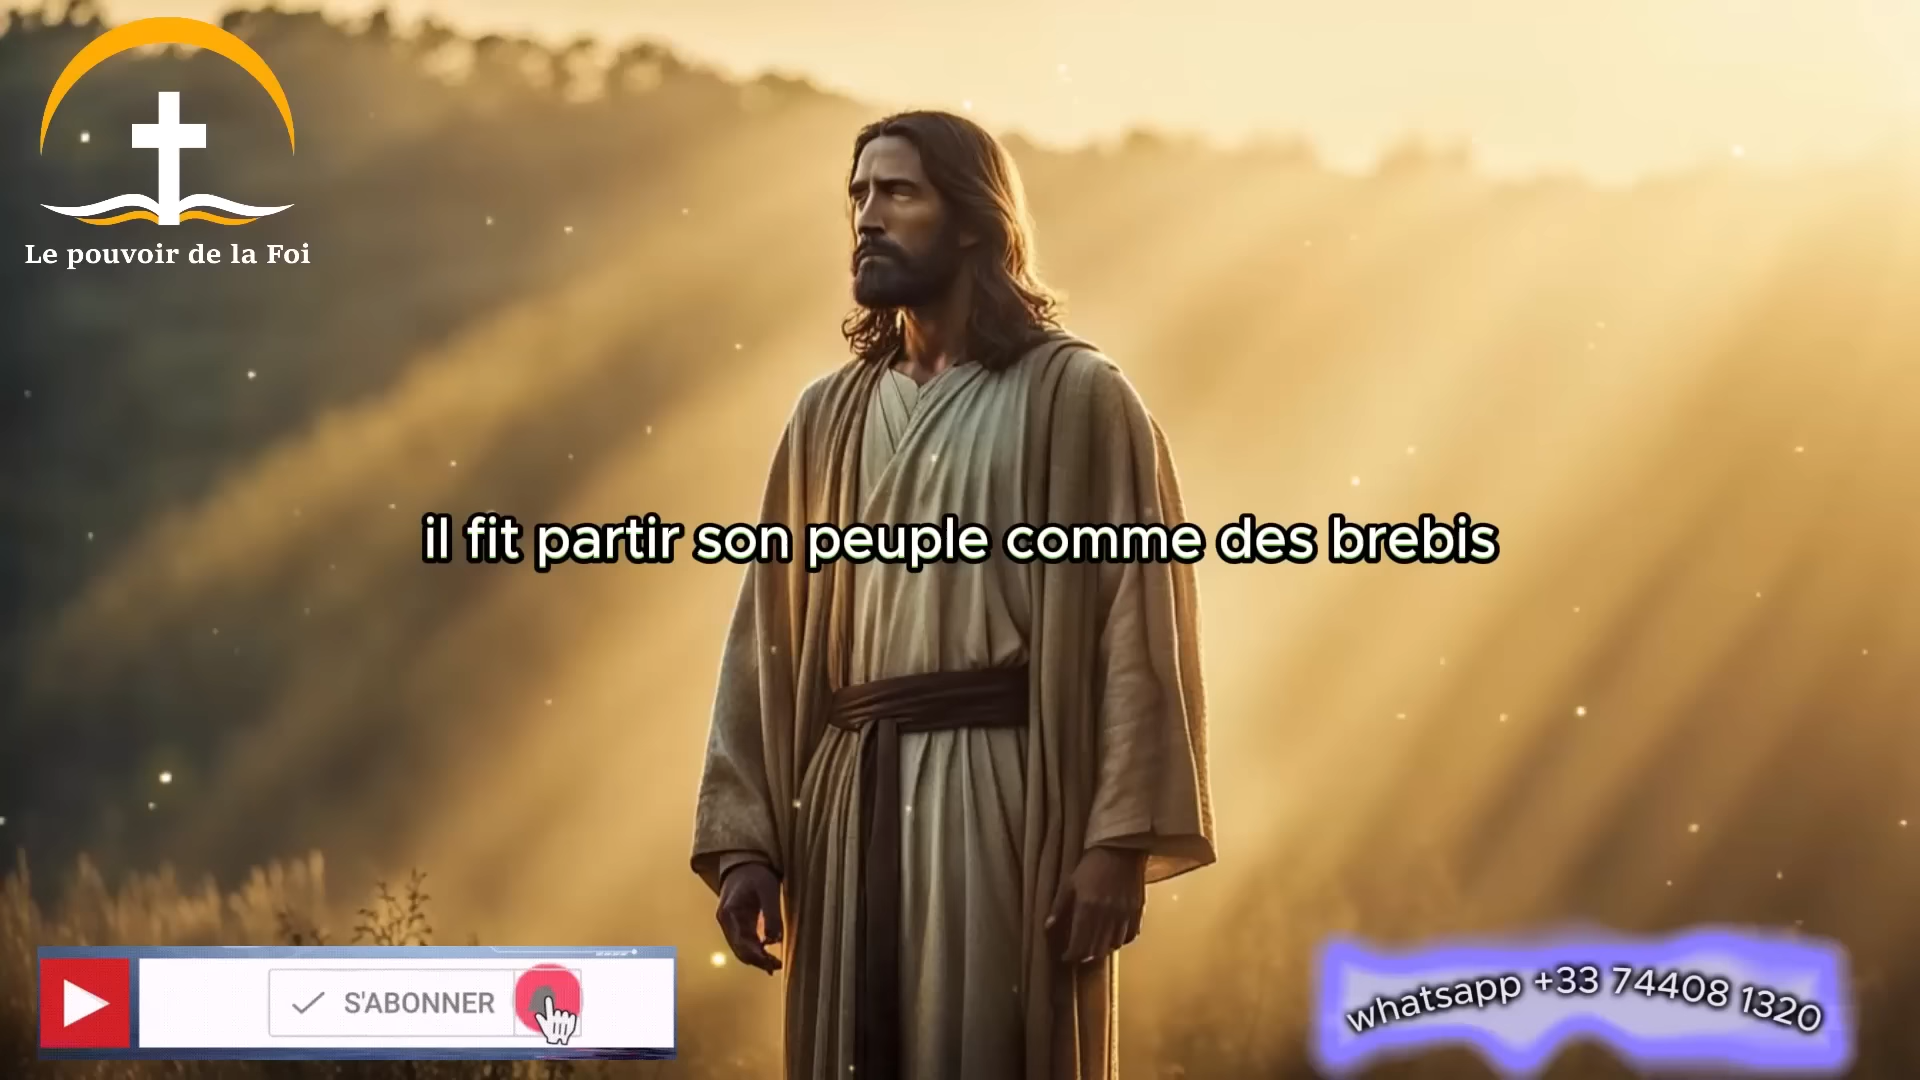 Le pouvoir de la Foi
il fit partir son peuple comme des brebis
S'ABONNER
whatsapp +33 74408 1320